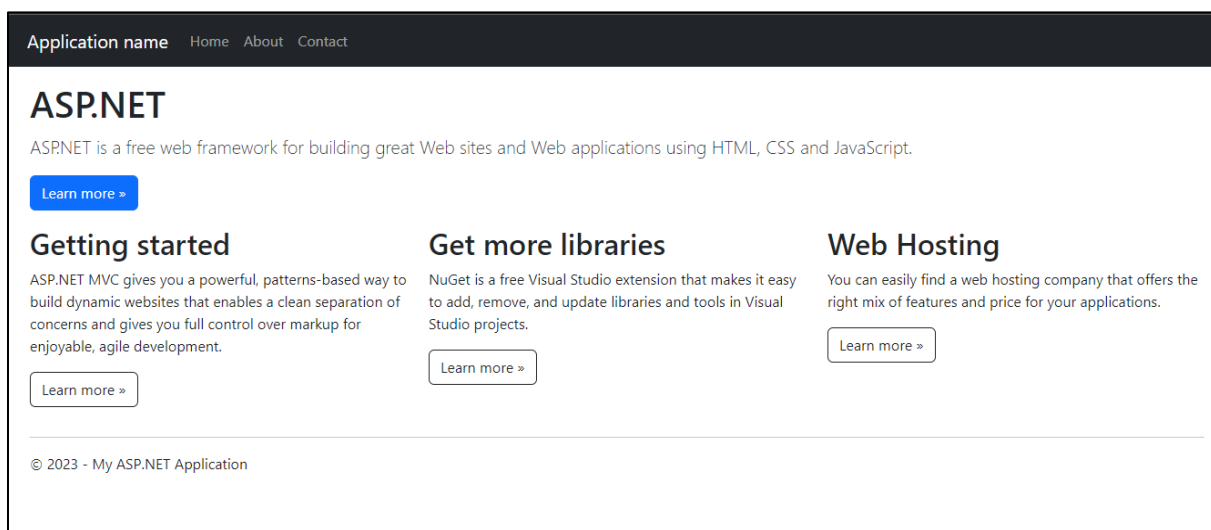 Application name Home About Contact
ASP.NET
ASP.NET is a free web framework for building great Web sites and Web applications using HTML, CSS and JavaScript.
Learn more »
Getting started
ASP.NET MVC gives you a powerful, patterns-based way to
build dynamic websites that enables a clean separation of
concerns and gives you full control over markup for
enjoyable, agile development.
Learn more »
Get more libraries
NuGet is a free Visual Studio extension that makes it easy
to add, remove, and update libraries and tools in Visual
Studio projects.
Learn more »
Web Hosting
You can easily find a web hosting company that offers the
right mix of features and price for your applications.
Learn more »
© 2023 - My ASP.NET Application